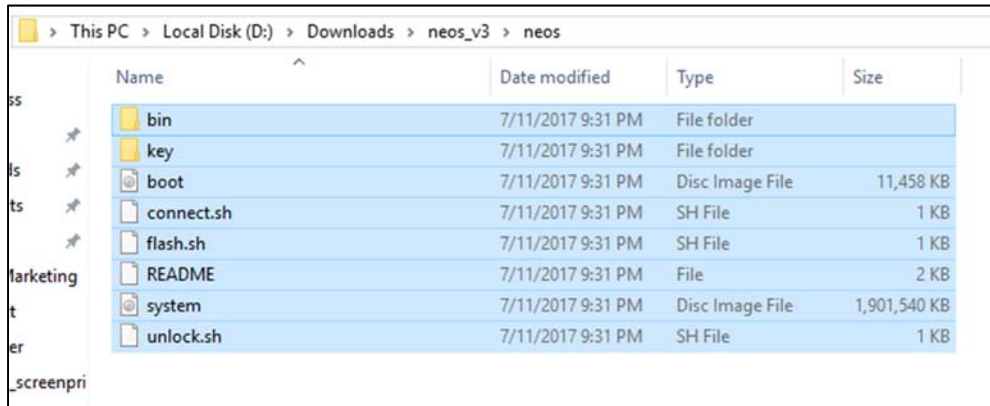 This PC > Local Disk (D:) > Downloads > neos_v3 > neos
Name Date modified Type Size
ss
bin 7/11/2017 9:31 PM File folder
key 7/11/2017 9:31 PM File folder
ls
boot 7/11/2017 9:31 PM Disc Image File 11,458 KB
ts
connect.sh 7/11/2017 9:31 PM SH File 1 KB
flash.sh 7/11/2017 9:31 PM SH File 1 KB
Marketing
README 7/11/2017 9:31 PM File 2 KB
t
system 7/11/2017 9:31 PM Disc Image File 1,901,540 KB
er
unlock.sh 7/11/2017 9:31 PM SH File 1 KB
_screenpri